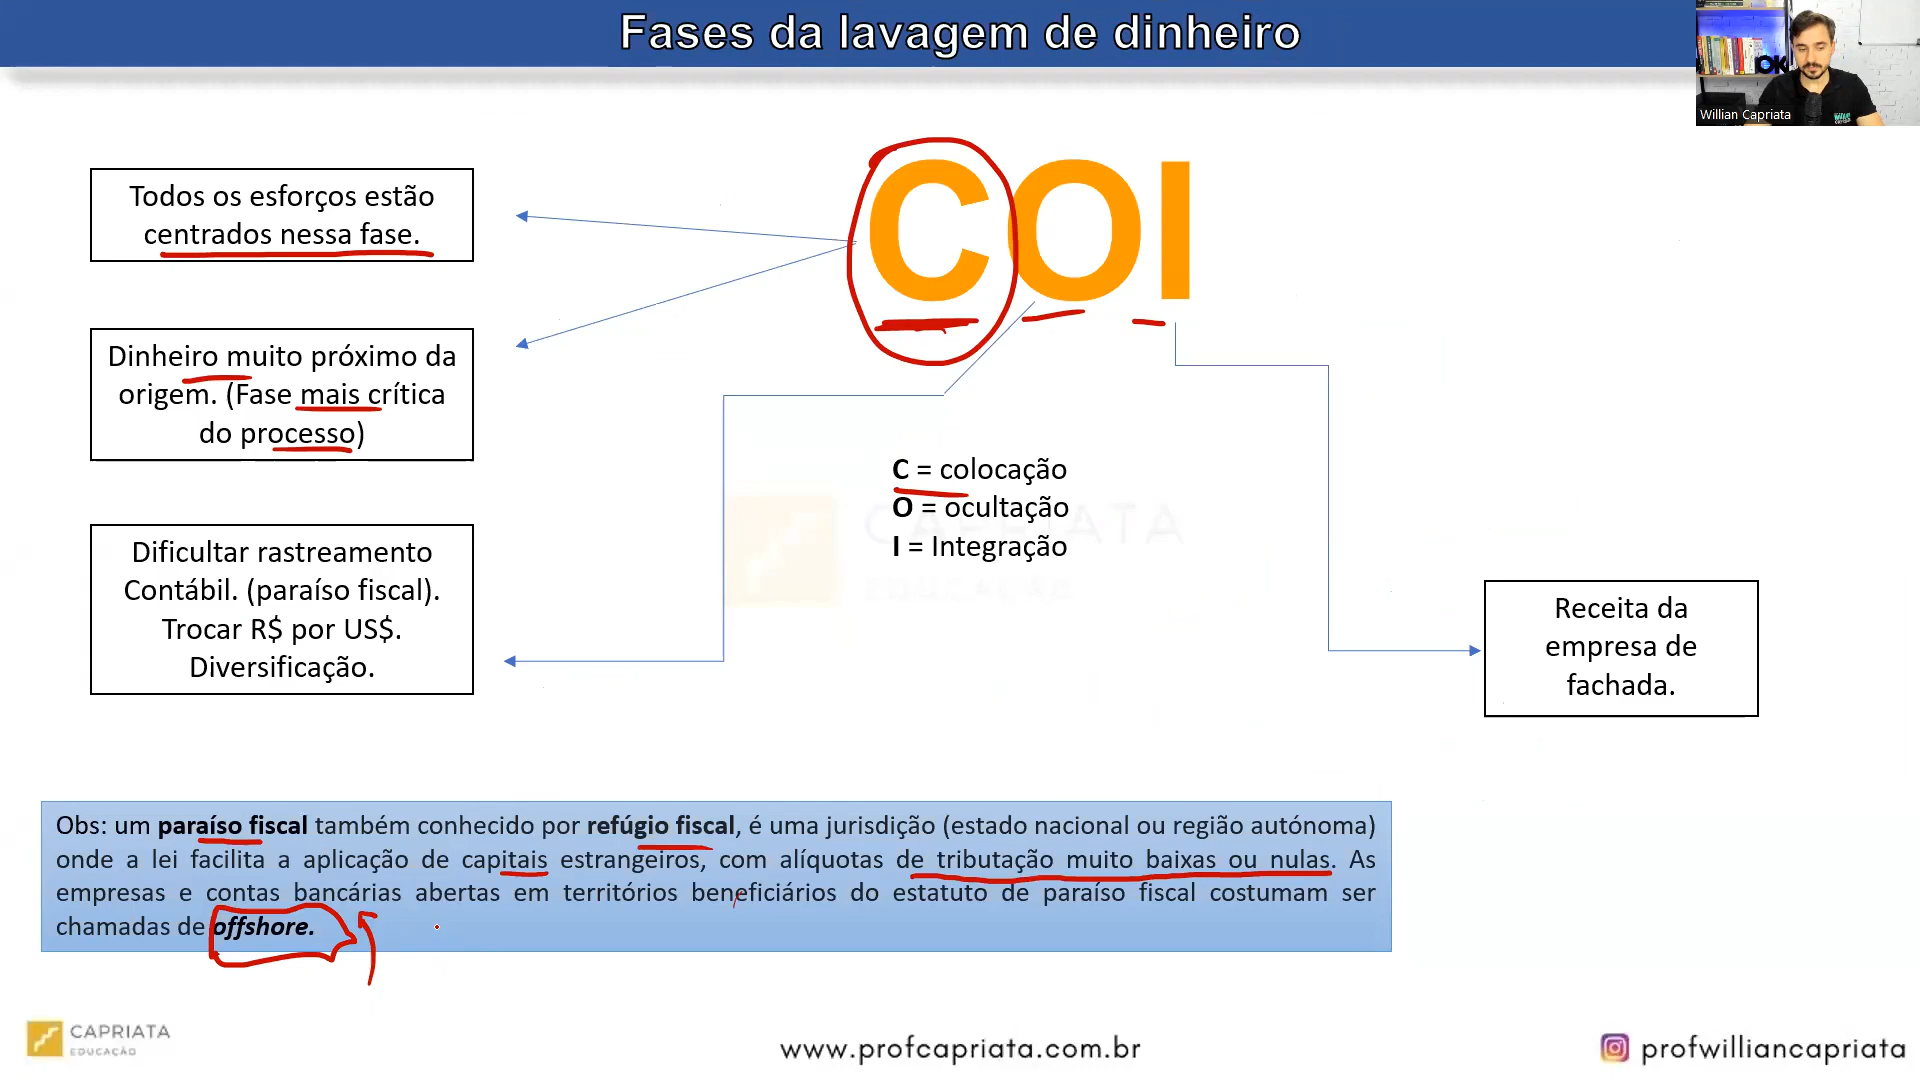 Fases da lavagem de dinheiro
Willian Capriata
COI
Todos os esforços estão
centrados nessa fase.
Dinheiro muito próximo da
origem. (Fase mais crítica
do processo)
Dificultar rastreamento
Contábil. (paraíso fiscal).
Trocar R$ por US$.
Diversificação.
C = colocação
O = ocultação
I = Integração
CAPRIATA
EDUCAÇÃO
Receita da
empresa de
fachada.
Obs: um paraíso fiscal também conhecido por refúgio fiscal, é uma jurisdição (estado nacional ou região autónoma)
onde a lei facilita a aplicação de capitais estrangeiros, com alíquotas de tributação muito baixas ou nulas. As
empresas e contas bancárias abertas em territórios beneficiários do estatuto de paraíso fiscal costumam ser
chamadas de offshore.
CAPRIATA
EDUCAÇÃO
www.profcapriata.com.br
profwilliancapriata